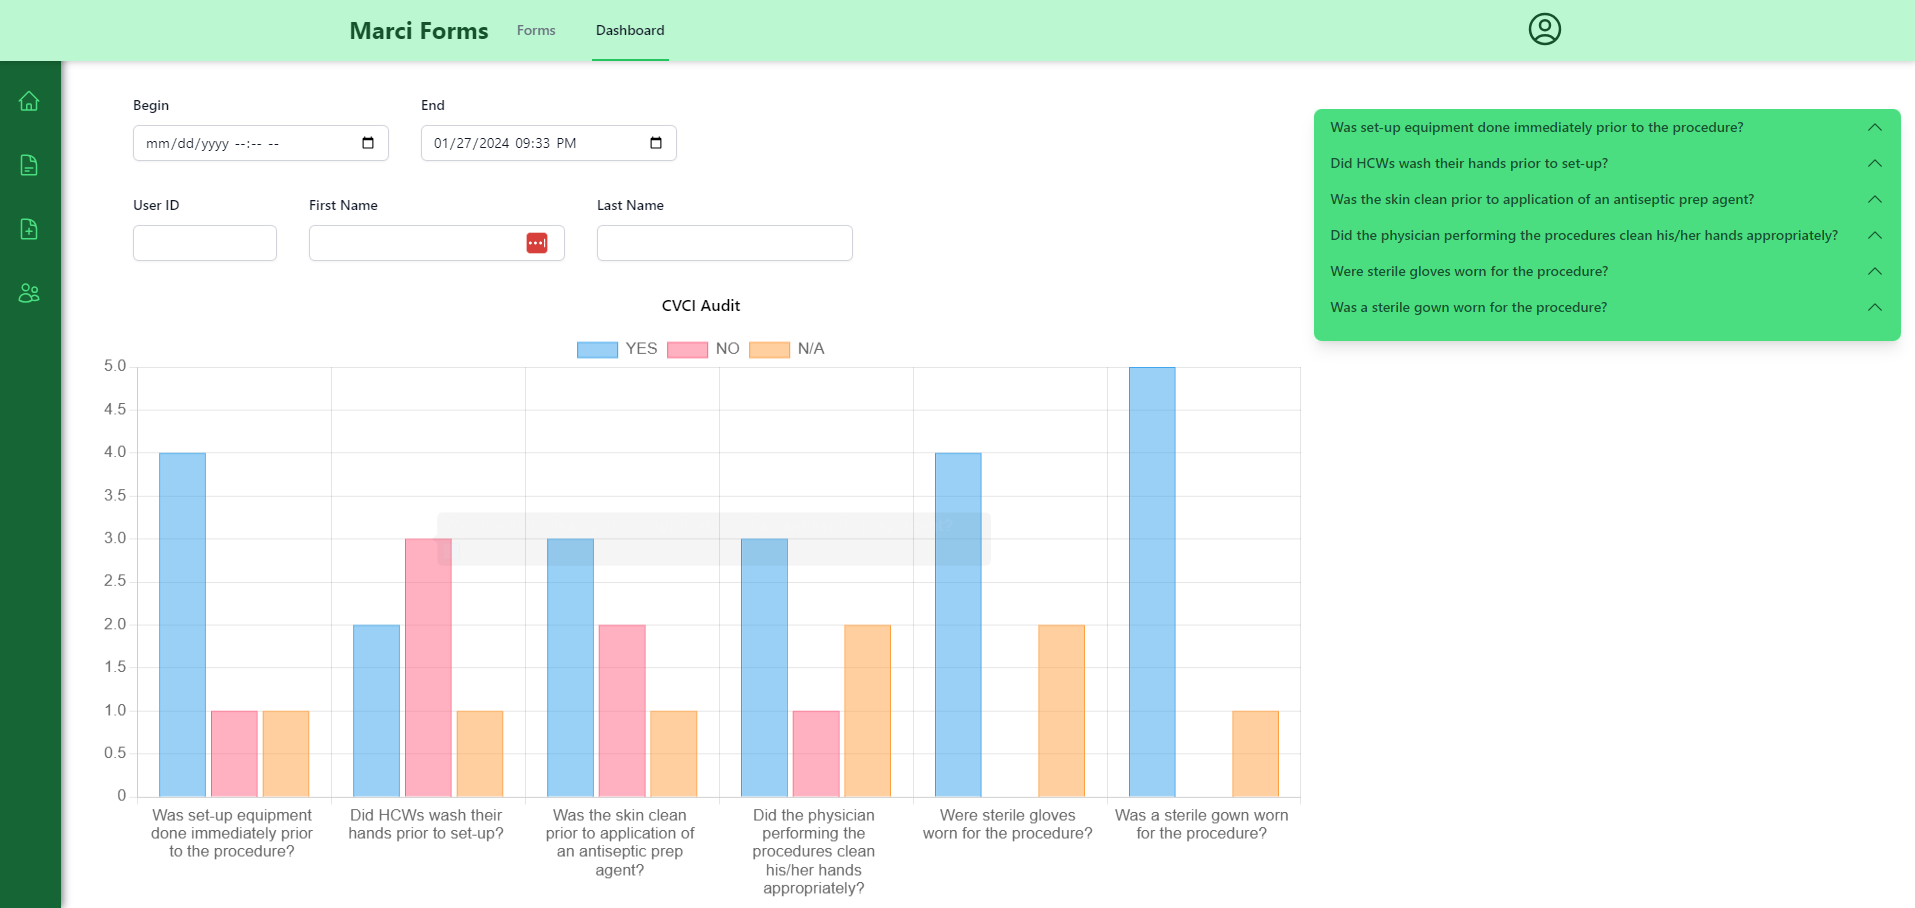 Marci Forms
Forms
Dashboard
Begin
End
mm/dd/yyyy --:-- --
01/27/2024 09:33 PM
User ID
First Name
Last Name
Was set-up equipment done immediately prior to the procedure?
Did HCWs wash their hands prior to set-up?
Was the skin clean prior to application of an antiseptic prep agent?
Did the physician performing the procedures clean his/her hands appropriately?
Were sterile gloves worn for the procedure?
Was a sterile gown worn for the procedure?
CVCI Audit
YES
NO
N/A
5.0
4.5
4.0
3.5
3.0
2.5
2.0
1.5
1.0
0.5
0
Was set-up equipment
done immediately prior
to the procedure?
Did HCWs wash their
hands prior to set-up?
Was the skin clean
prior to application of
an antiseptic prep
agent?
Did the physician
performing the
procedures clean
his/her hands
appropriately?
Were sterile gloves
worn for the procedure?
Was a sterile gown worn
for the procedure?